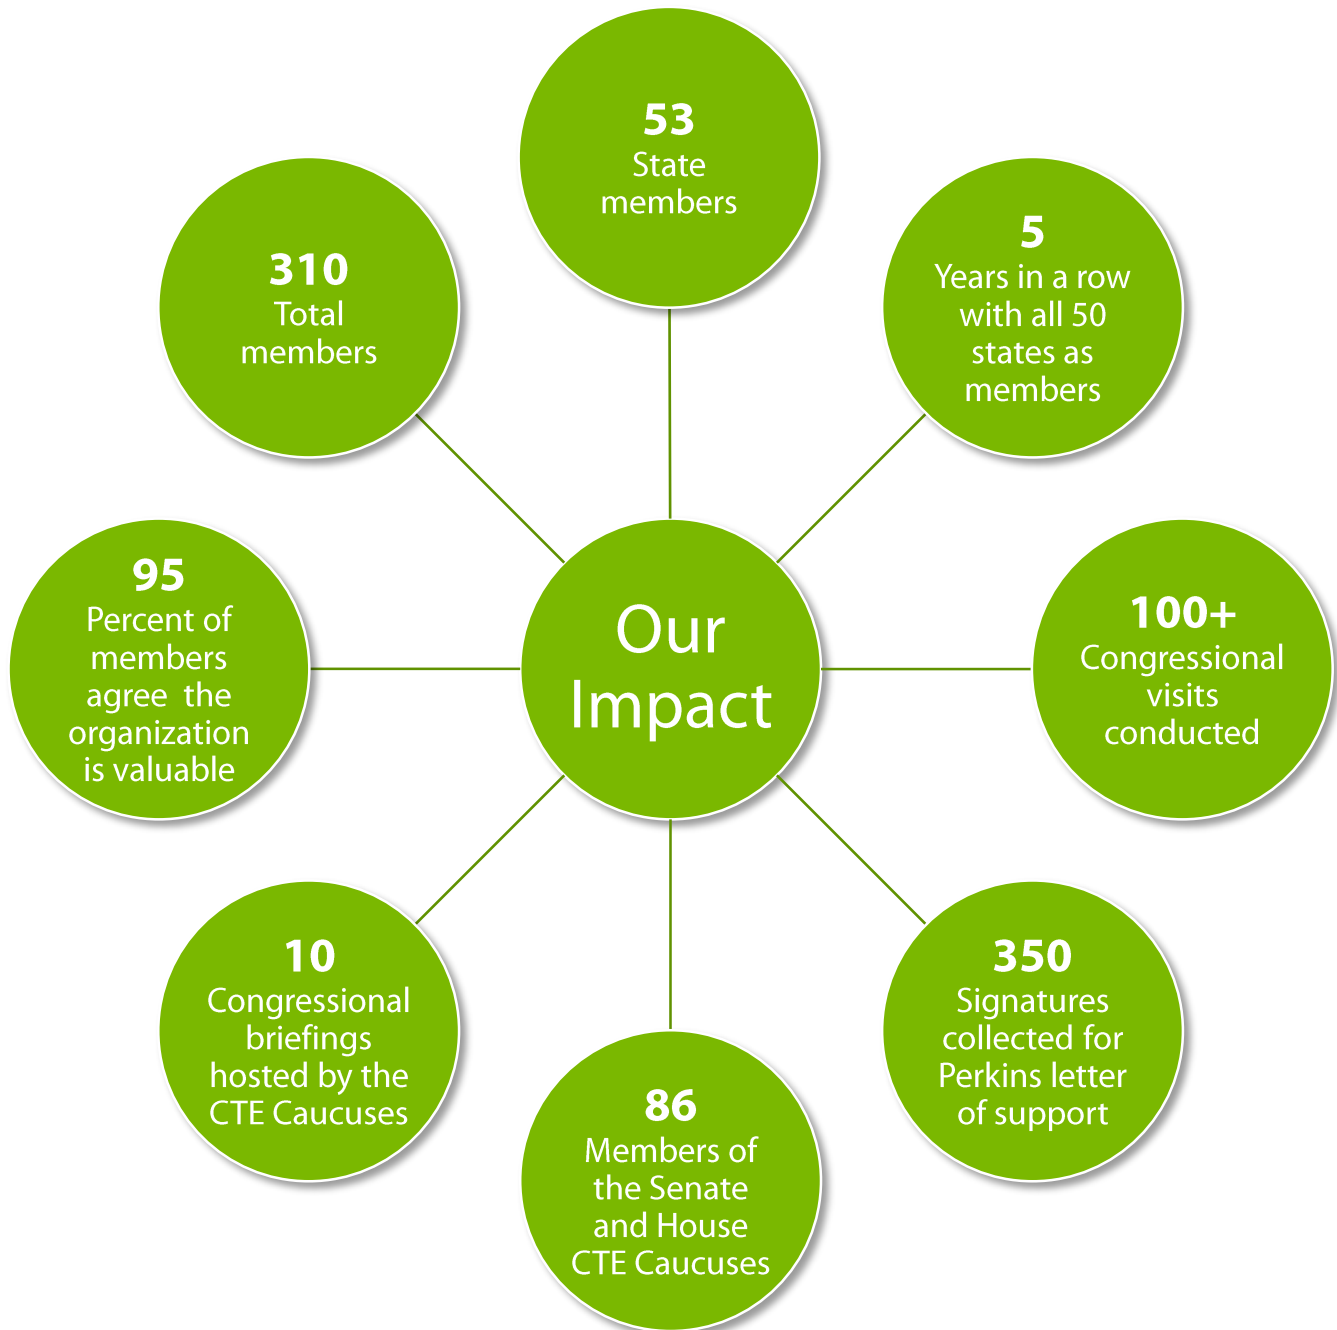 53
State
members
5
Years in a row
with all 50
states as
members
310
Total
members
100+
Congressional
visits
conducted
95
Percent of
members
agree  the
organization
is valuable
Our
Impact
350
Signatures
collected for
Perkins letter
of support
10
Congressional
briefings
hosted by the
CTE Caucuses
86
Members of
the Senate
and House
CTE Caucuses